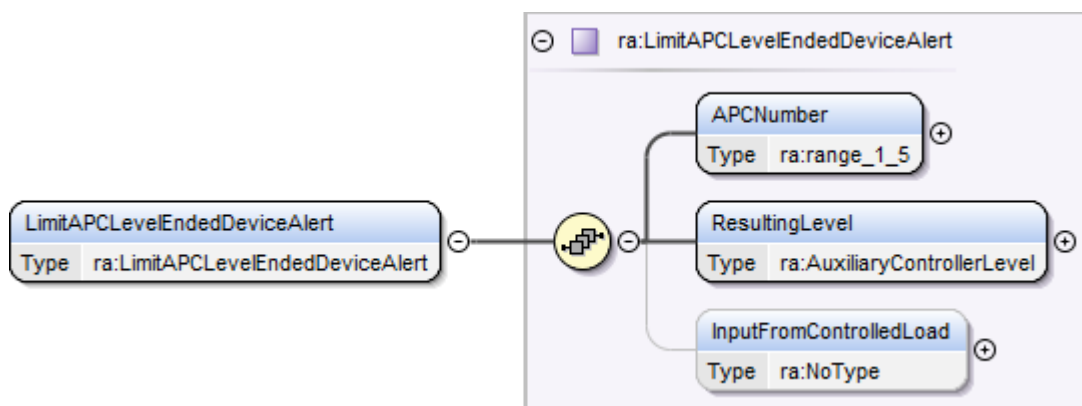 ra:LimitAPCLevelEndedDeviceAlert
APCNumber
Type ra:range_1_5
LimitAPCLevelEndedDeviceAlert
Type ra:LimitAPCLevelEndedDeviceAlert
ResultingLevel
Type ra:AuxiliaryControllerLevel
InputFromControlledLoad
Type ra:NoType